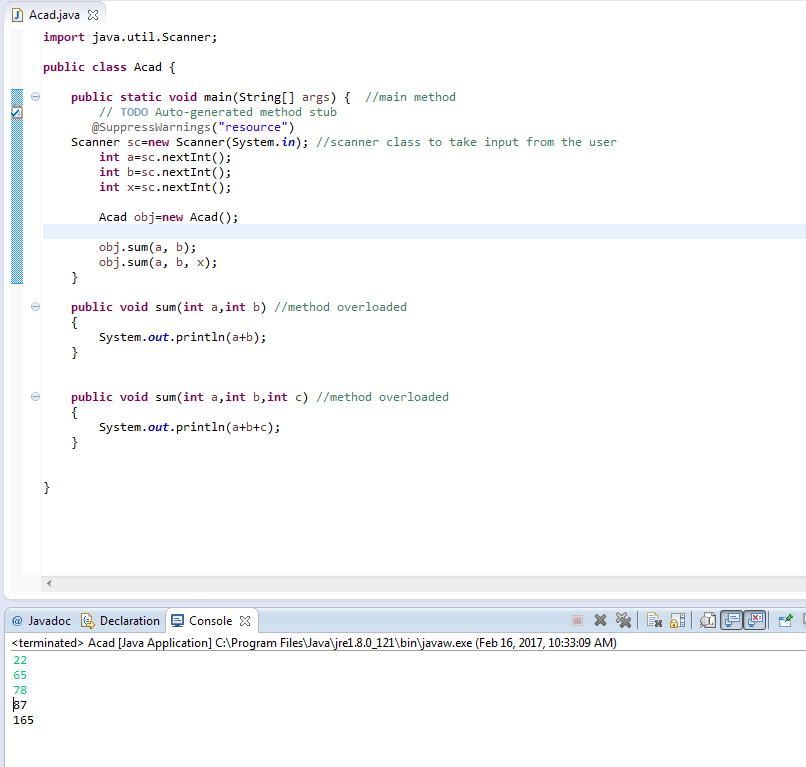 Acad.java
import java.util.Scanner;
public class Acad {
public static void main(String[] args) {  //main method
// TODO Auto-generated method stub
@SuppressWarnings("resource")
Scanner sc=new Scanner(System.in); //scanner class to take input from the user
int a=sc.nextInt();
int b=sc.nextInt();
int x=sc.nextInt();
Acad obj=new Acad();
obj.sum(a, b);
obj.sum(a, b, x);
}
public void sum(int a,int b) //method overloaded
{
System.out.println(a+b);
}
public void sum(int a,int b,int c) //method overloaded
{
System.out.println(a+b+c);
}
}
@ Javadoc Declaration Console
<terminated> Acad [Java Application] C:\Program Files\Java\jre1.8.0_121\bin\javaw.exe (Feb 16, 2017, 10:33:09 AM)
22
65
78
87
165